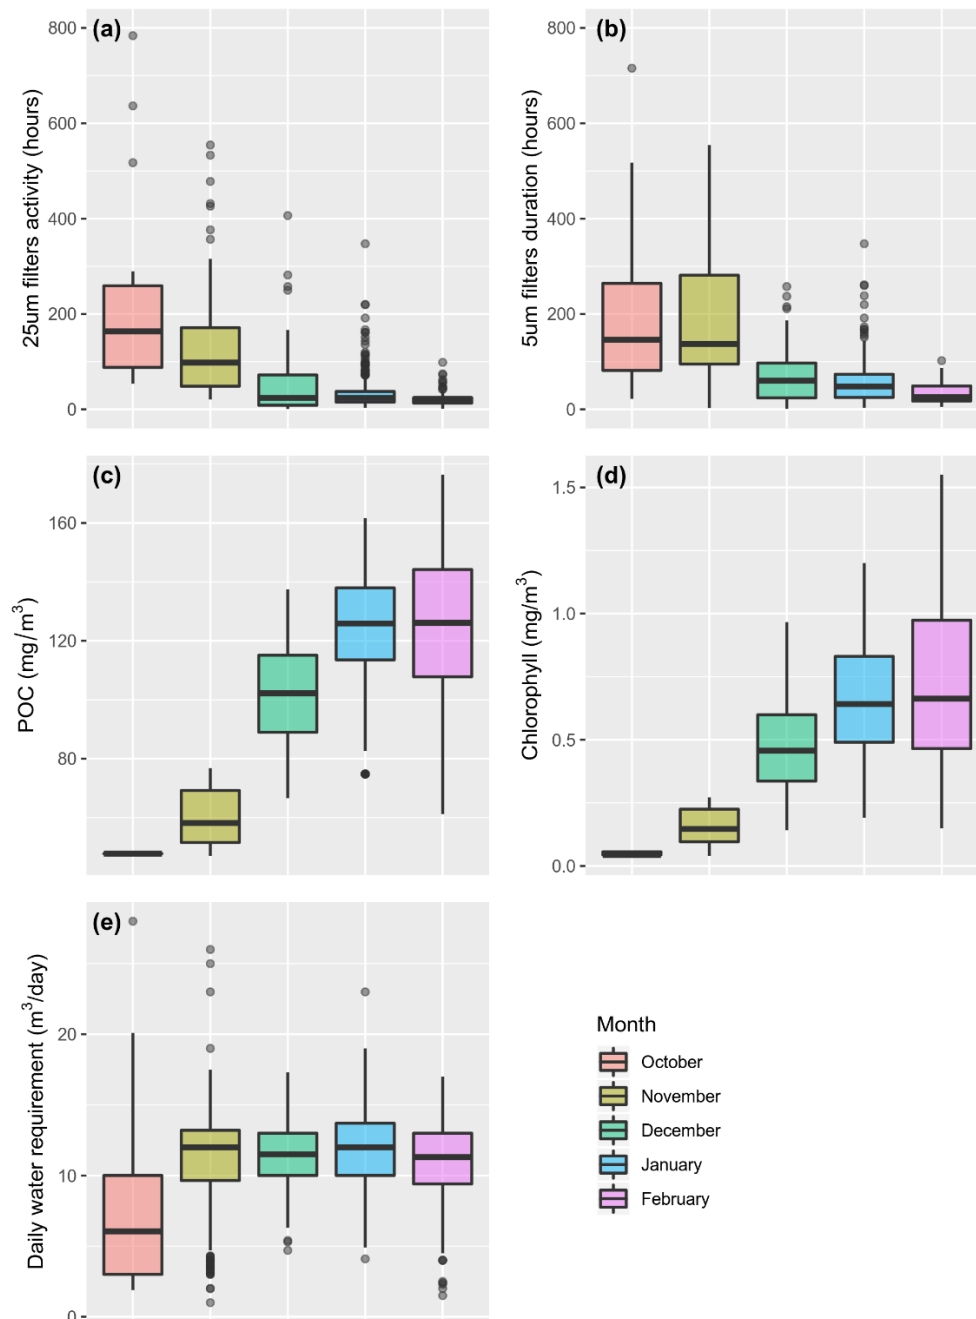 (a)
25um filters activity (hours)
800
600
400
200
0
(b)
5um filters duration (hours)
800
600
400
200
0
(c)
POC (mg/m³)
160
120
80
(d)
Chlorophyll (mg/m³)
1.5
1.0
0.5
0.0
(e)
Daily water requirement (m³/day)
20
10
0
Month
October
November
December
January
February